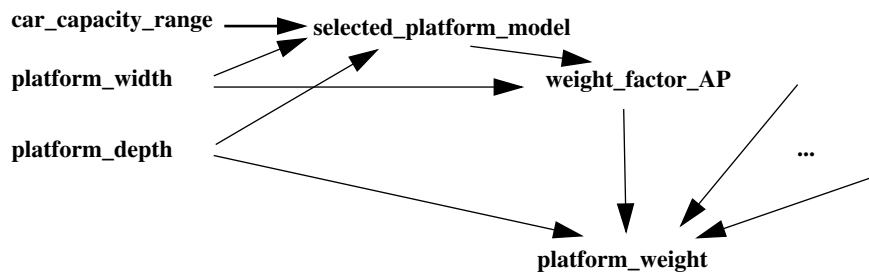 car_capacity_range
selected_platform_model
platform_width
weight_factor_AP
platform_depth
...
platform_weight